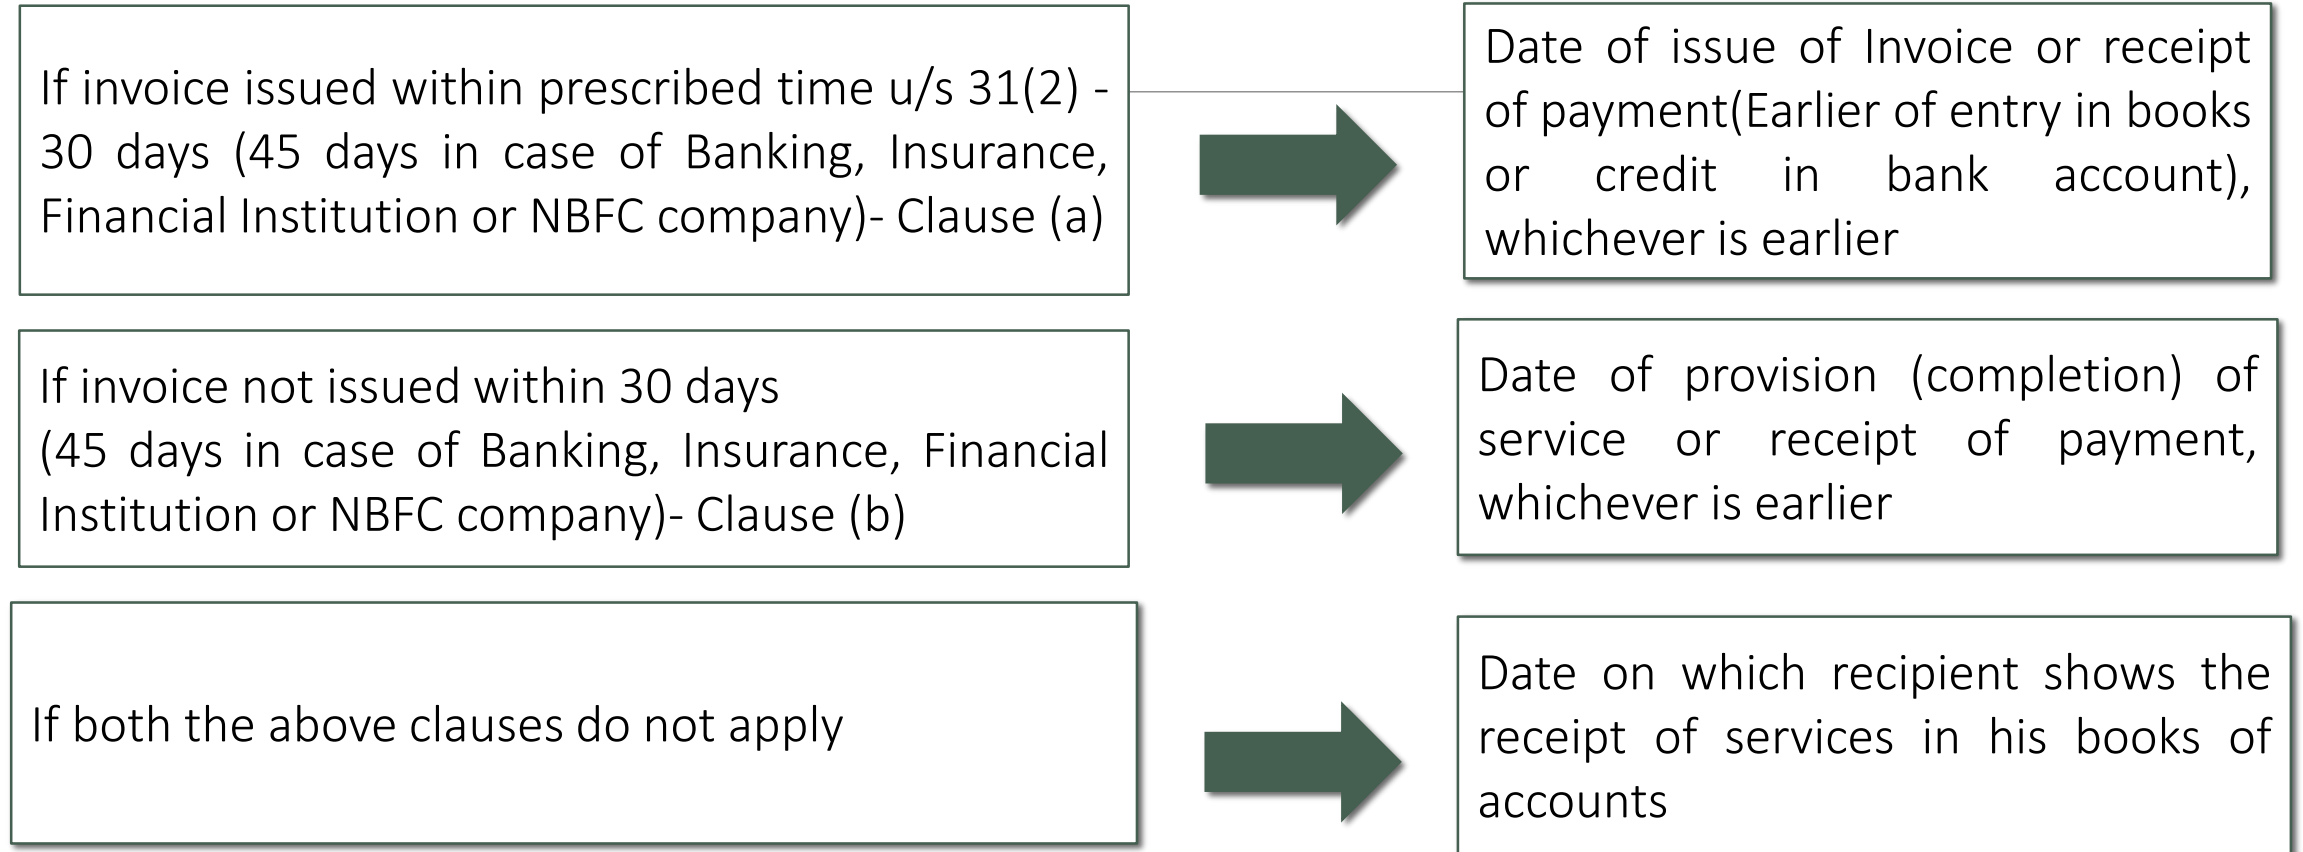 If invoice issued within prescribed time u/s 31(2) -
30 days (45 days in case of Banking, Insurance,
Financial Institution or NBFC company)- Clause (a)
Date of issue of Invoice or receipt
of payment(Earlier of entry in books
or credit in bank account),
whichever is earlier
If invoice not issued within 30 days
(45 days in case of Banking, Insurance, Financial
Institution or NBFC company)- Clause (b)
Date of provision (completion) of
service or receipt of payment,
whichever is earlier
If both the above clauses do not apply
Date on which recipient shows the
receipt of services in his books of
accounts